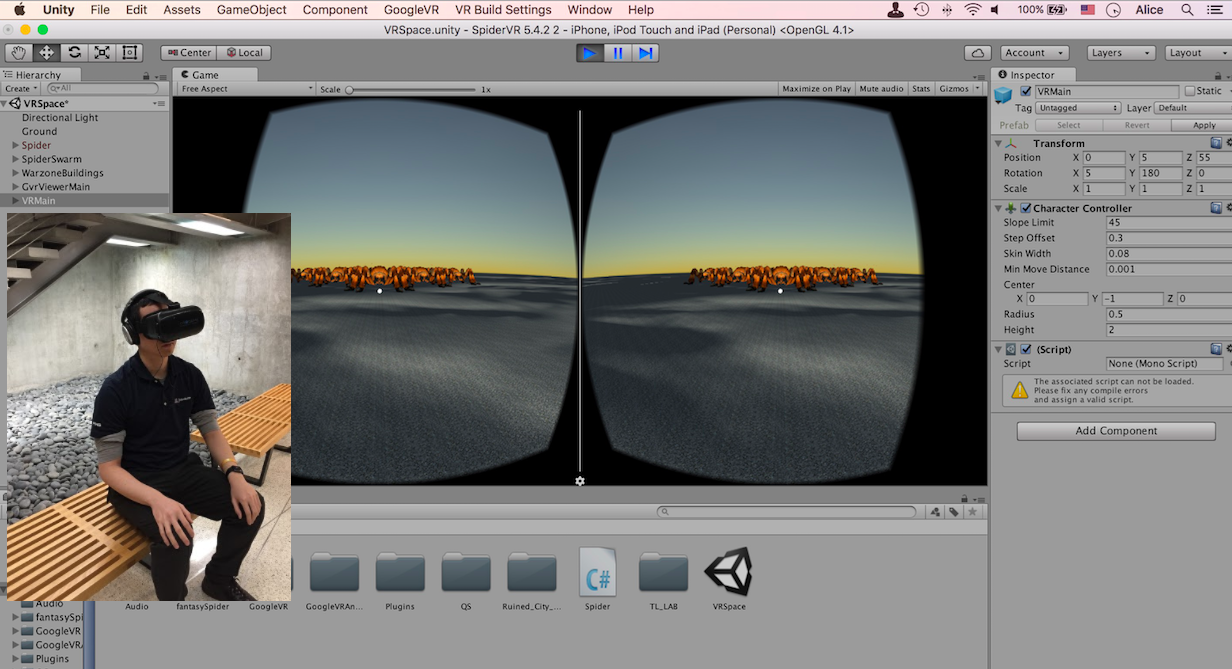 Unity File Edit Assets GameObject Component GoogleVR VR Build Settings Window Help 100% Alice
VRSpace.unity - SpiderVR 5.4.2 2 - iPhone, iPod Touch and iPad (Personal) <OpenGL 4.1>
Center Local Account Layers Layout
Hierarchy
Create All
VRSpace*
Directional Light
Ground
Spider
SpiderSwarm
WarzoneBuildings
GvrViewerMain
VRMain
Game
Free Aspect Scale 1x Maximize on Play Mute audio Stats Gizmos
Inspector
VRMain Static
Tag Untagged Layer Default
Prefab Select Revert Apply
Transform
Position X 0 Y 5 Z 55
Rotation X 5 Y 180 Z 0
Scale X 1 Y 1 Z 1
Character Controller
Slope Limit 45
Step Offset 0.3
Skin Width 0.08
Min Move Distance 0.001
Center
X 0 Y -1 Z 0
Radius 0.5
Height 2
(Script)
Script None (Mono Script)
The associated script can not be loaded.
Please fix any compile errors
and assign a valid script.
Add Component
C#
Audio fantasySpider GoogleVR GoogleVRAn... Plugins QS Ruined_City_... Spider TL_LAB VRSpace
Audio
fantasySpi
GoogleVR
GoogleVRA
Plugins